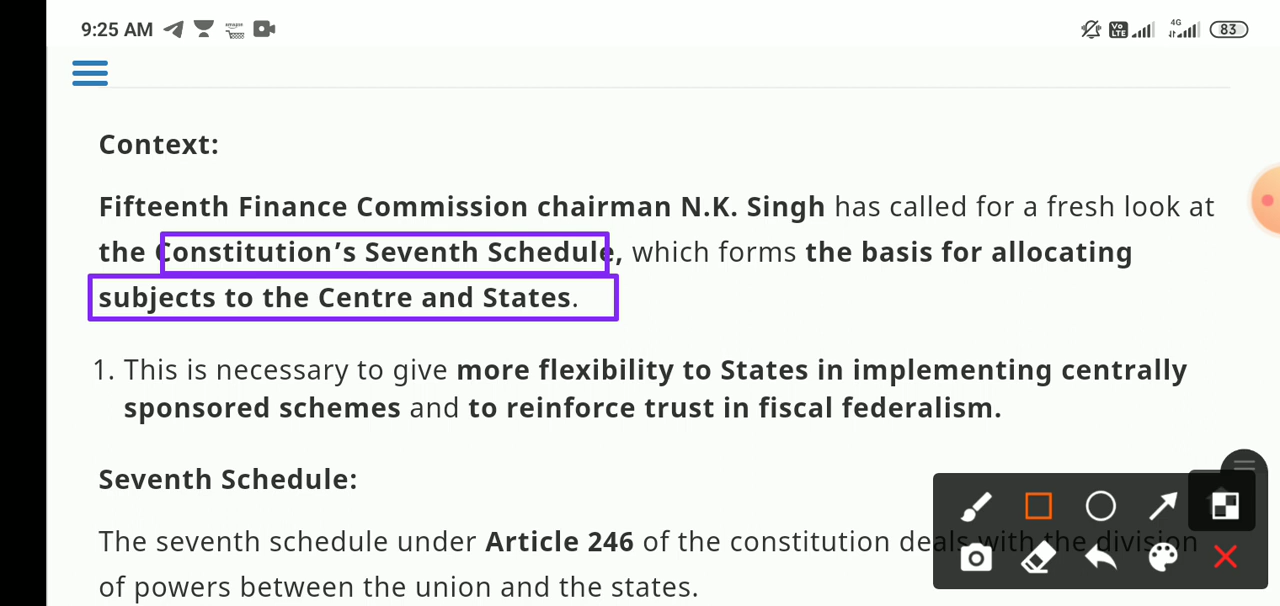 9:25 AM
Vo LTE
4G
83
Context:
Fifteenth Finance Commission chairman N.K. Singh has called for a fresh look at
the Constitution’s Seventh Schedule, which forms the basis for allocating
subjects to the Centre and States.
1. This is necessary to give more flexibility to States in implementing centrally
sponsored schemes and to reinforce trust in fiscal federalism.
Seventh Schedule:
The seventh schedule under Article 246 of the constitution deals with the division
of powers between the union and the states.